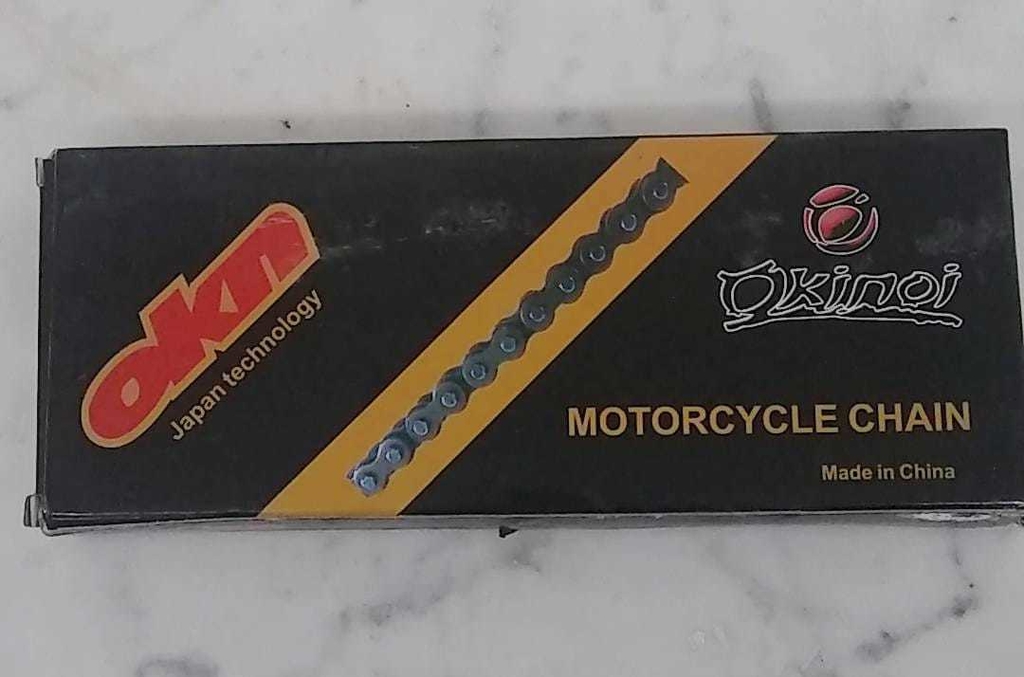 okn
Japan technology
Okinoi
MOTORCYCLE CHAIN
Made in China